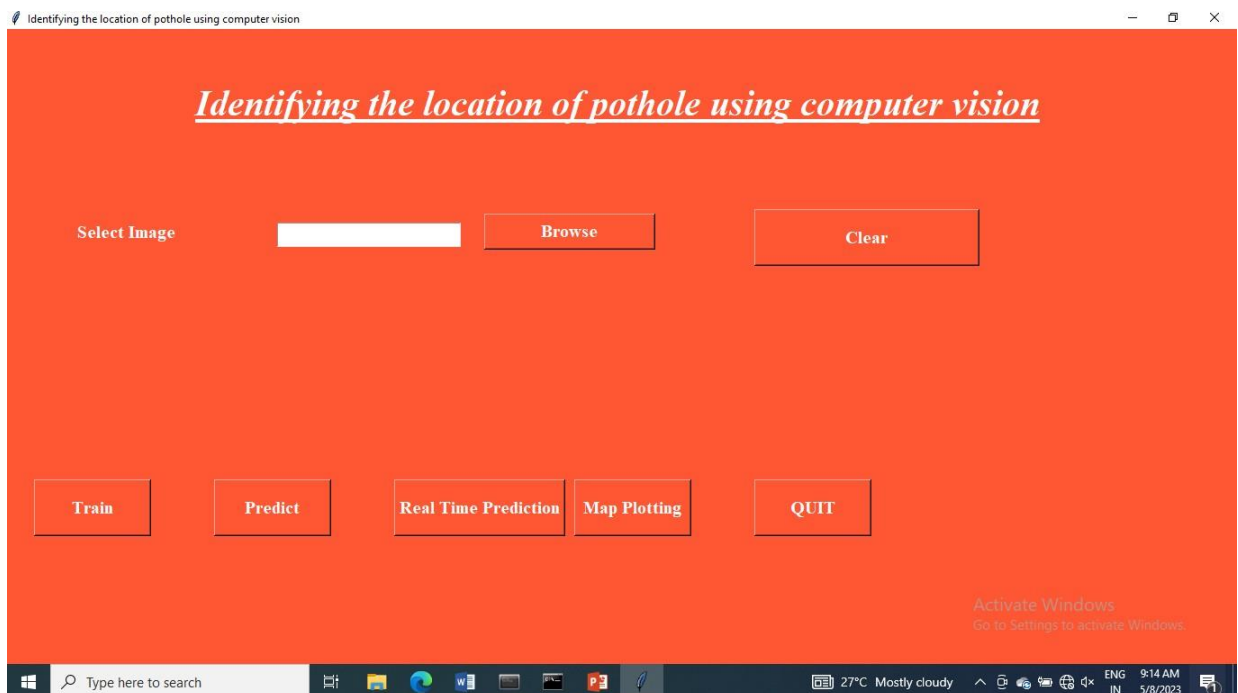 Identifying the location of pothole using computer vision
Identifying the location of pothole using computer vision
Select Image
Browse
Clear
Train
Predict
Real Time Prediction
Map Plotting
QUIT
Activate Windows
Go to Settings to activate Windows.
Type here to search
27°C Mostly cloudy
ENG
IN
9:14 AM
5/8/2023